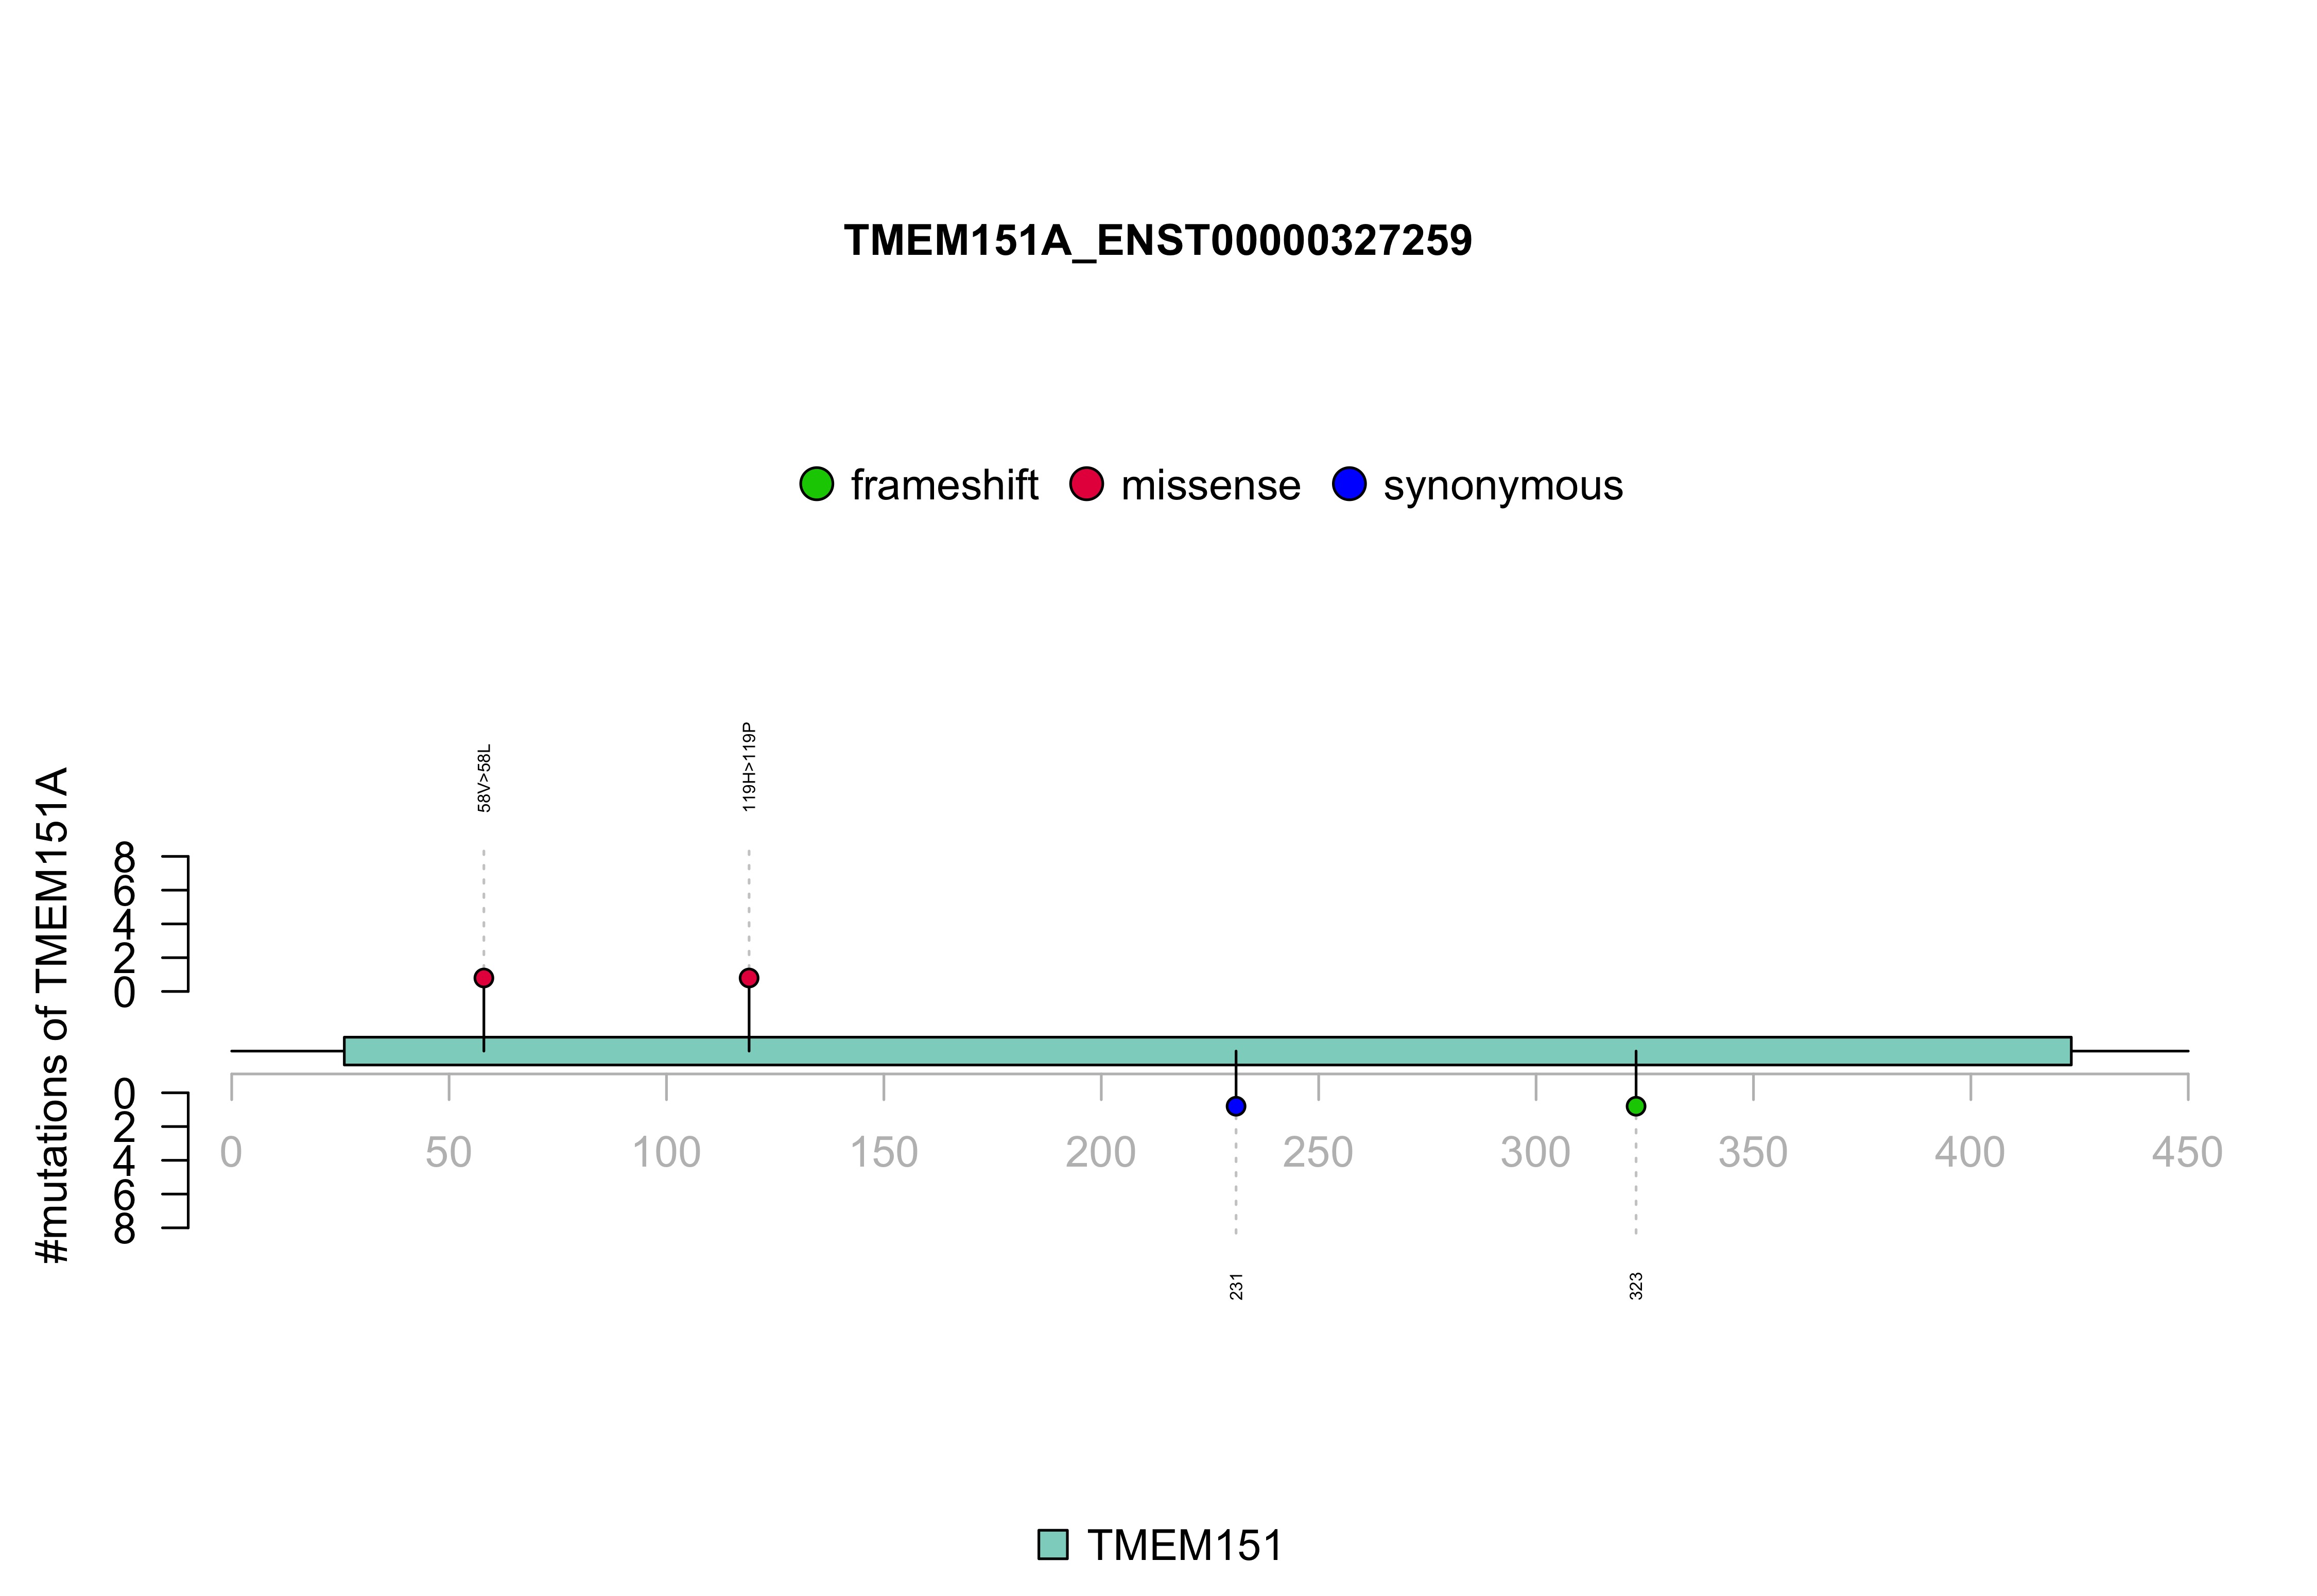 TMEM151A_ENST00000327259
frameshift missense synonymous
58V>58L
119H>119P
#mutations of TMEM151A
8
6
4
2
0
0
2
4
6
8
0 50 100 150 200 250 300 350 400 450
231
323
TMEM151